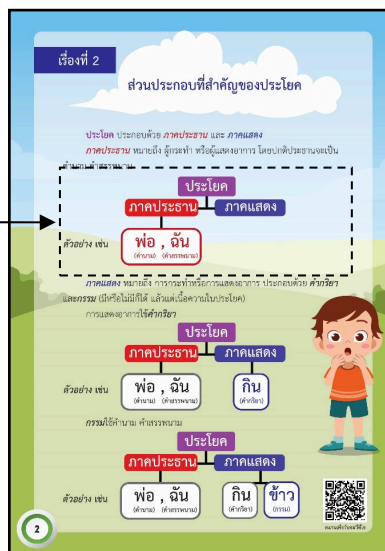 เรื่องที่ 2
ส่วนประกอบที่สำคัญของประโยค
ประโยค ประกอบด้วย ภาคประธาน และ ภาคแสดง
ภาคประธาน หมายถึง ผู้กระทำ หรือผู้แสดงอาการ โดยปกติประธานจะเป็น
คำนาม คำสรรพนาม
ประโยค
ภาคประธาน ภาคแสดง
ตัวอย่าง เช่น พ่อ , ฉัน
(คำนาม) (คำสรรพนาม)
ภาคแสดง หมายถึง การกระทำหรือการแสดงอาการ ประกอบด้วย คำกริยา
และกรรม (มีหรือไม่มีก็ได้ แล้วแต่เนื้อความในประโยค)
การแสดงอาการใช้คำกริยา
ประโยค
ภาคประธาน ภาคแสดง
ตัวอย่าง เช่น พ่อ , ฉัน กิน
(คำนาม) (คำสรรพนาม) (คำกริยา)
กรรมใช้คำนาม คำสรรพนาม
ประโยค
ภาคประธาน ภาคแสดง
ตัวอย่าง เช่น พ่อ , ฉัน กิน ข้าว
(คำนาม) (คำสรรพนาม) (คำกริยา) (กรรม)
2